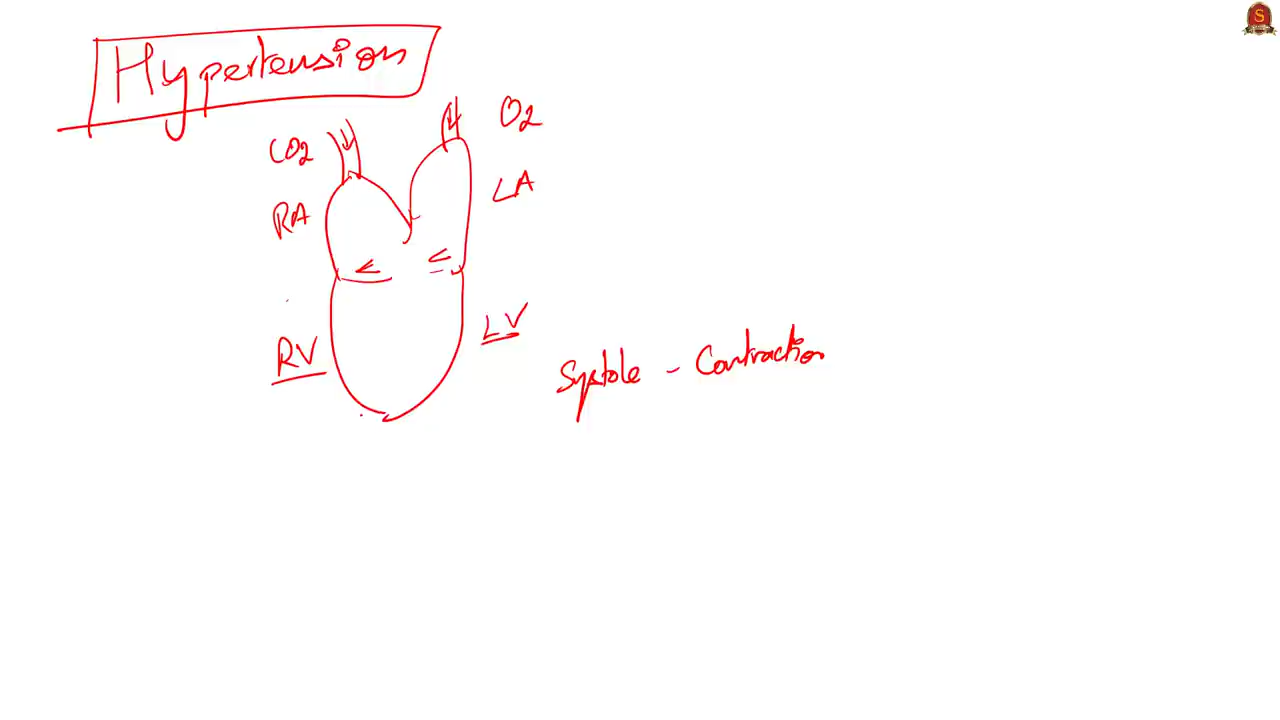 Hypertension
CO2
O2
RA
LA
RV
LV
Systole - Contraction
S